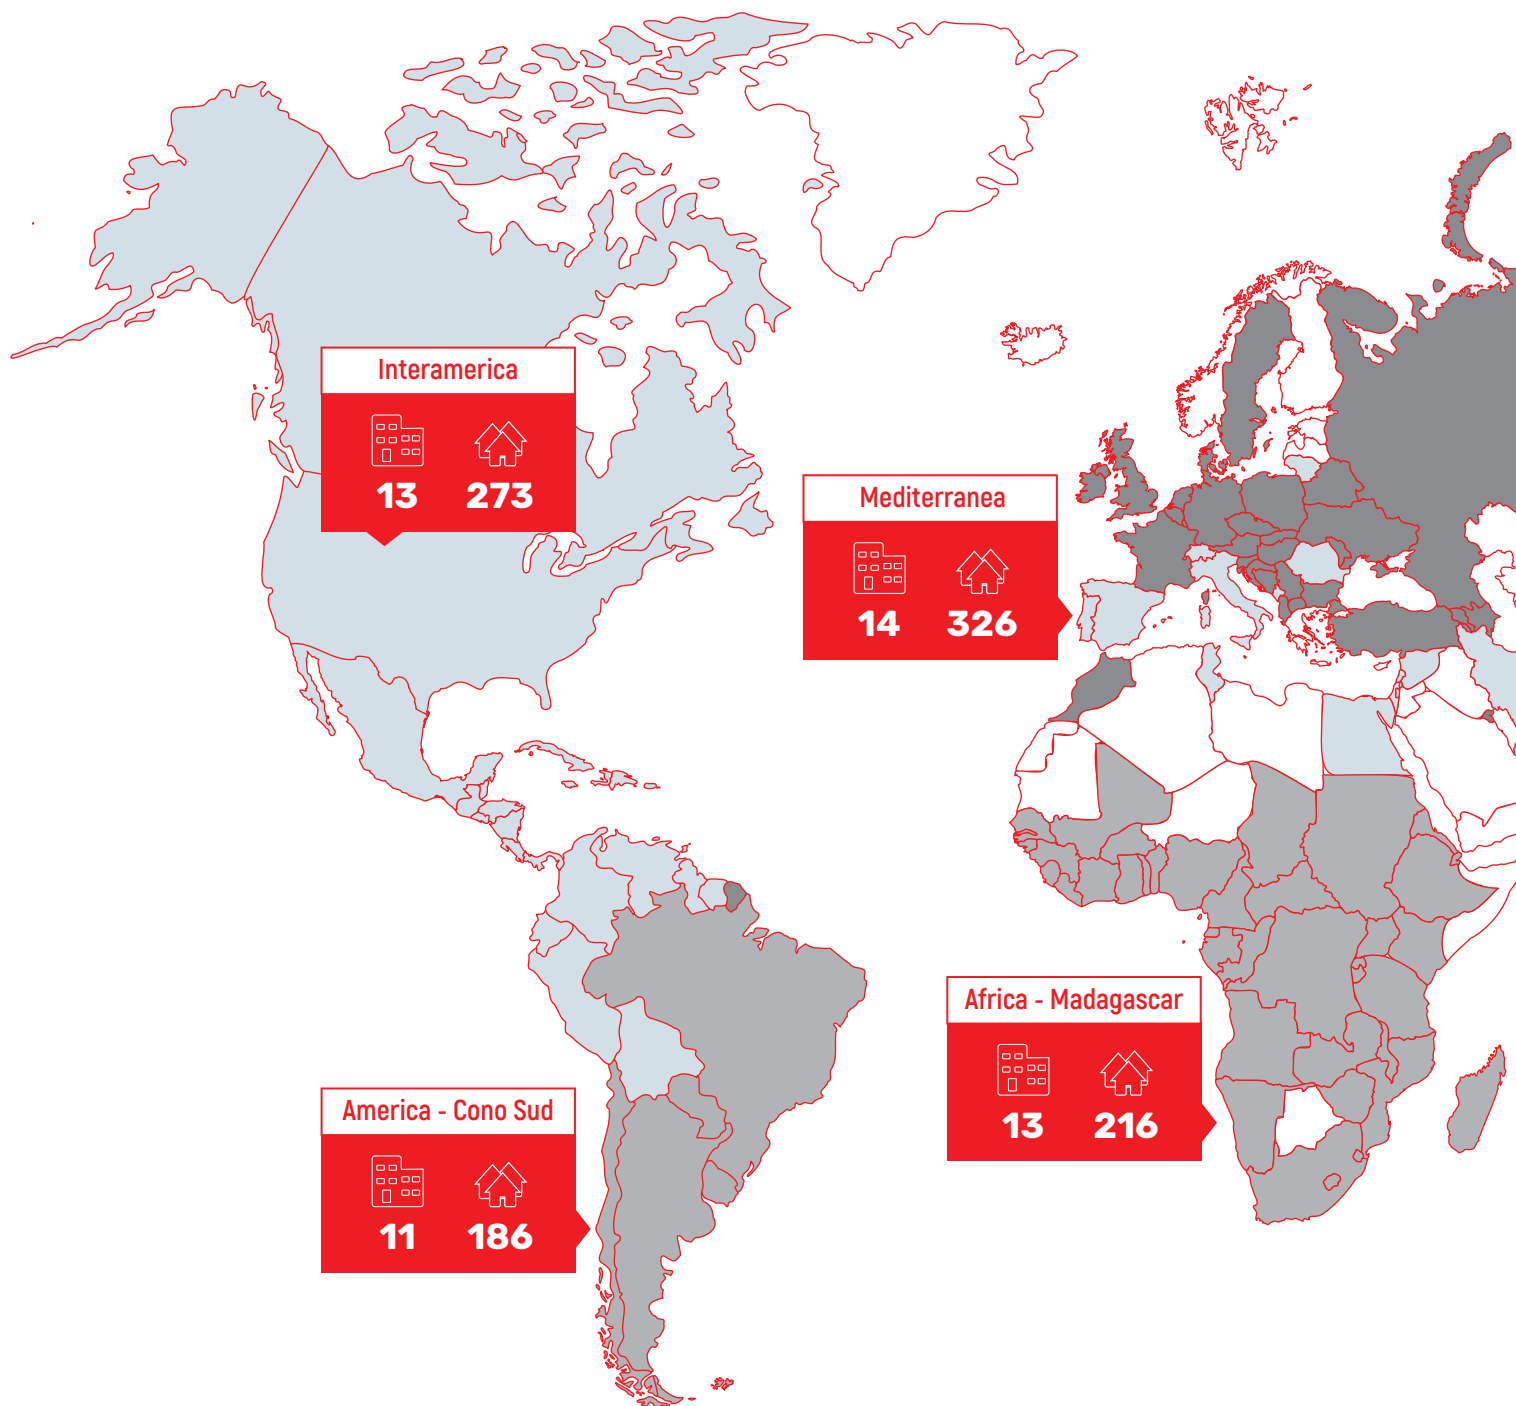 Interamerica
13 273
Mediterranea
14 326
Africa - Madagascar
13 216
America - Cono Sud
11 186